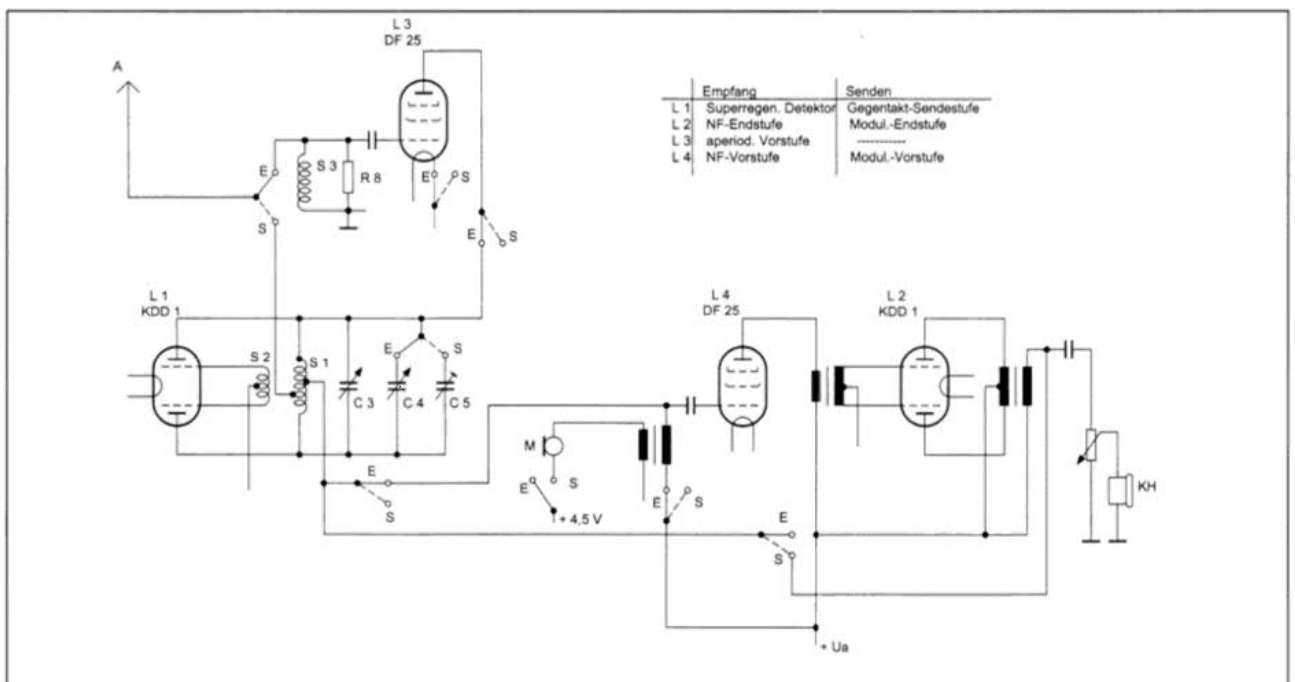 L 3
DF 25
A
Empfang Senden
L 1 Superregen. Detektor Gegentakt-Sendestufe
L 2 NF-Endstufe Modul.-Endstufe
L 3 aperiod. Vorstufe -----------
L 4 NF-Vorstufe Modul.-Vorstufe
E
S 3
R 8
E
S
S
E
S
L 1
KDD 1
L 4
DF 25
L 2
KDD 1
S 2
S 1
E
S
C 3
C 4
C 5
M
E
S
E
S
E
S
KH
+ 4,5 V
E
S
+ Ua